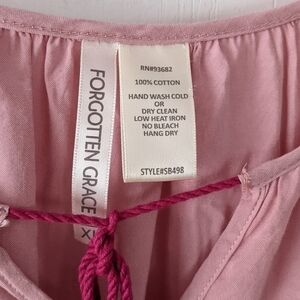 FORGOTTEN GRACE
RN#93682
100% COTTON
HAND WASH COLD
OR
DRY CLEAN
LOW HEAT IRON
NO BLEACH
HANG DRY
STYLE#SB498